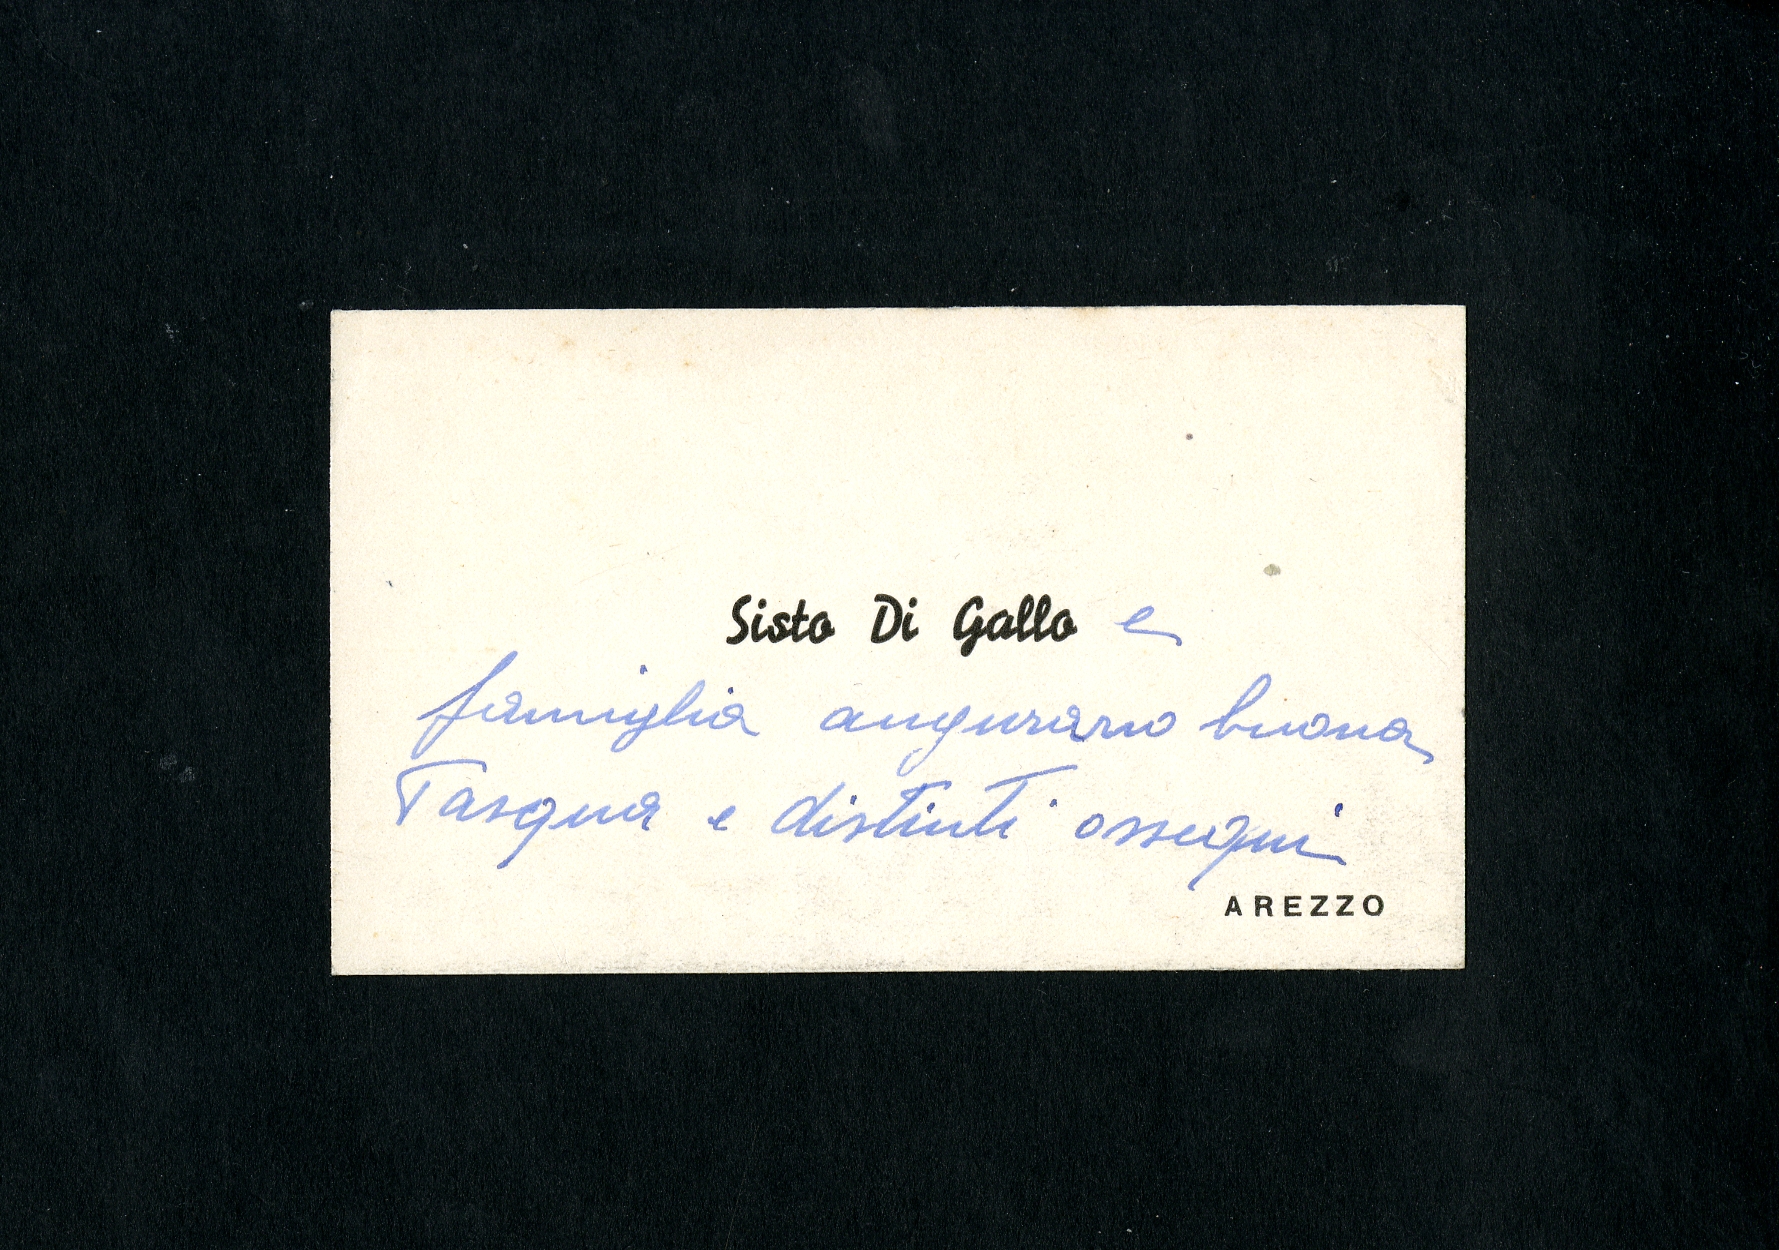 Sisto Di Gallo e
famiglia augurano buona
Pasqua e distinti ossequi
AREZZO